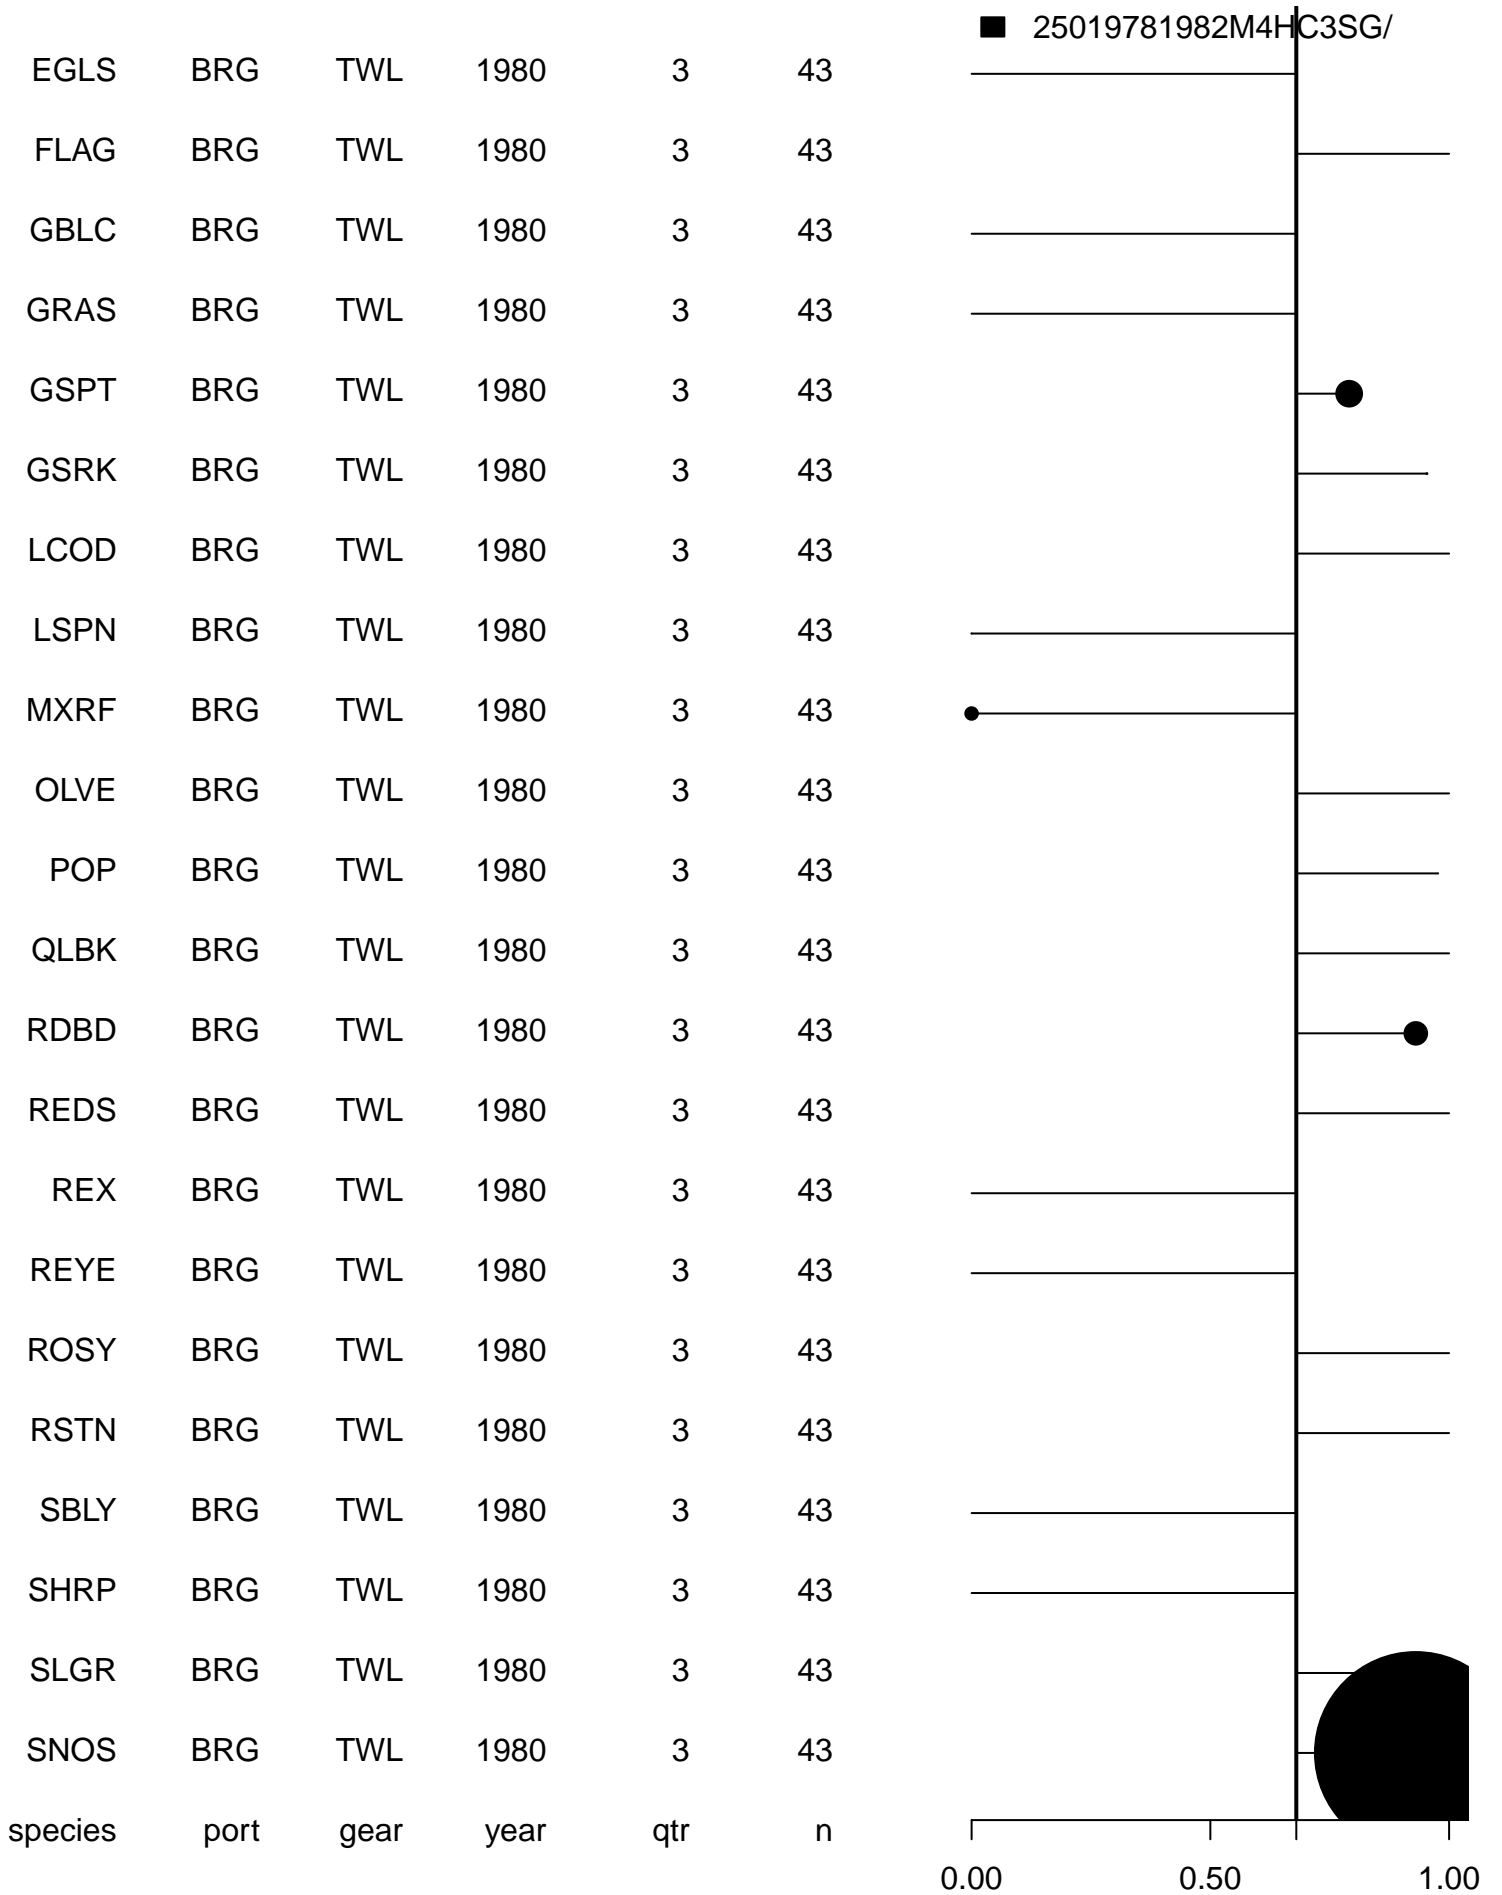 25019781982M4HC3SG/
EGLS BRG TWL 1980 3 43
FLAG BRG TWL 1980 3 43
GBLC BRG TWL 1980 3 43
GRAS BRG TWL 1980 3 43
GSPT BRG TWL 1980 3 43
GSRK BRG TWL 1980 3 43
LCOD BRG TWL 1980 3 43
LSPN BRG TWL 1980 3 43
MXRF BRG TWL 1980 3 43
OLVE BRG TWL 1980 3 43
POP BRG TWL 1980 3 43
QLBK BRG TWL 1980 3 43
RDBD BRG TWL 1980 3 43
REDS BRG TWL 1980 3 43
REX BRG TWL 1980 3 43
REYE BRG TWL 1980 3 43
ROSY BRG TWL 1980 3 43
RSTN BRG TWL 1980 3 43
SBLY BRG TWL 1980 3 43
SHRP BRG TWL 1980 3 43
SLGR BRG TWL 1980 3 43
SNOS BRG TWL 1980 3 43
species port gear year qtr n
0.00 0.50 1.00